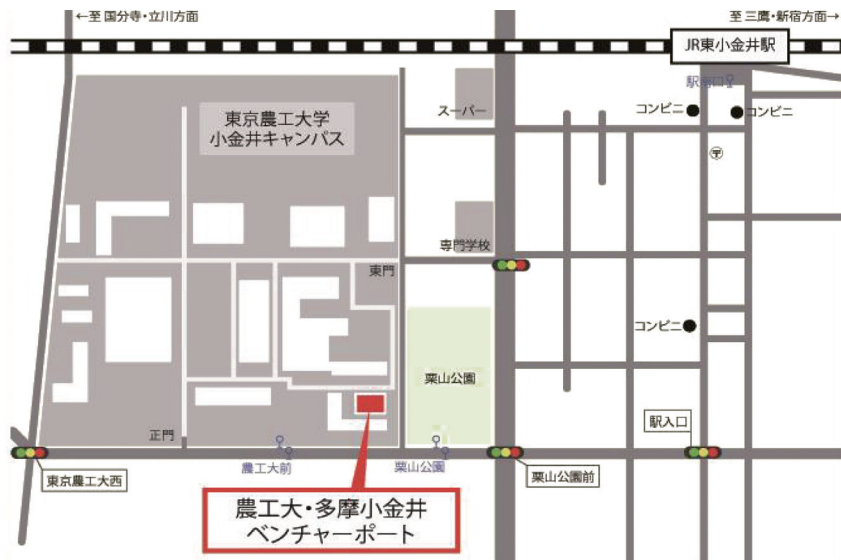 ←至 国分寺・立川方面
至 三鷹・新宿方面→
JR東小金井駅
駅南口
コンビニ
コンビニ
〒
東京農工大学
小金井キャンパス
スーパー
専門学校
東門
コンビニ
栗山公園
正門
駅入口
農工大前
栗山公園
東京農工大西
栗山公園前
農工大・多摩小金井
ベンチャーポート